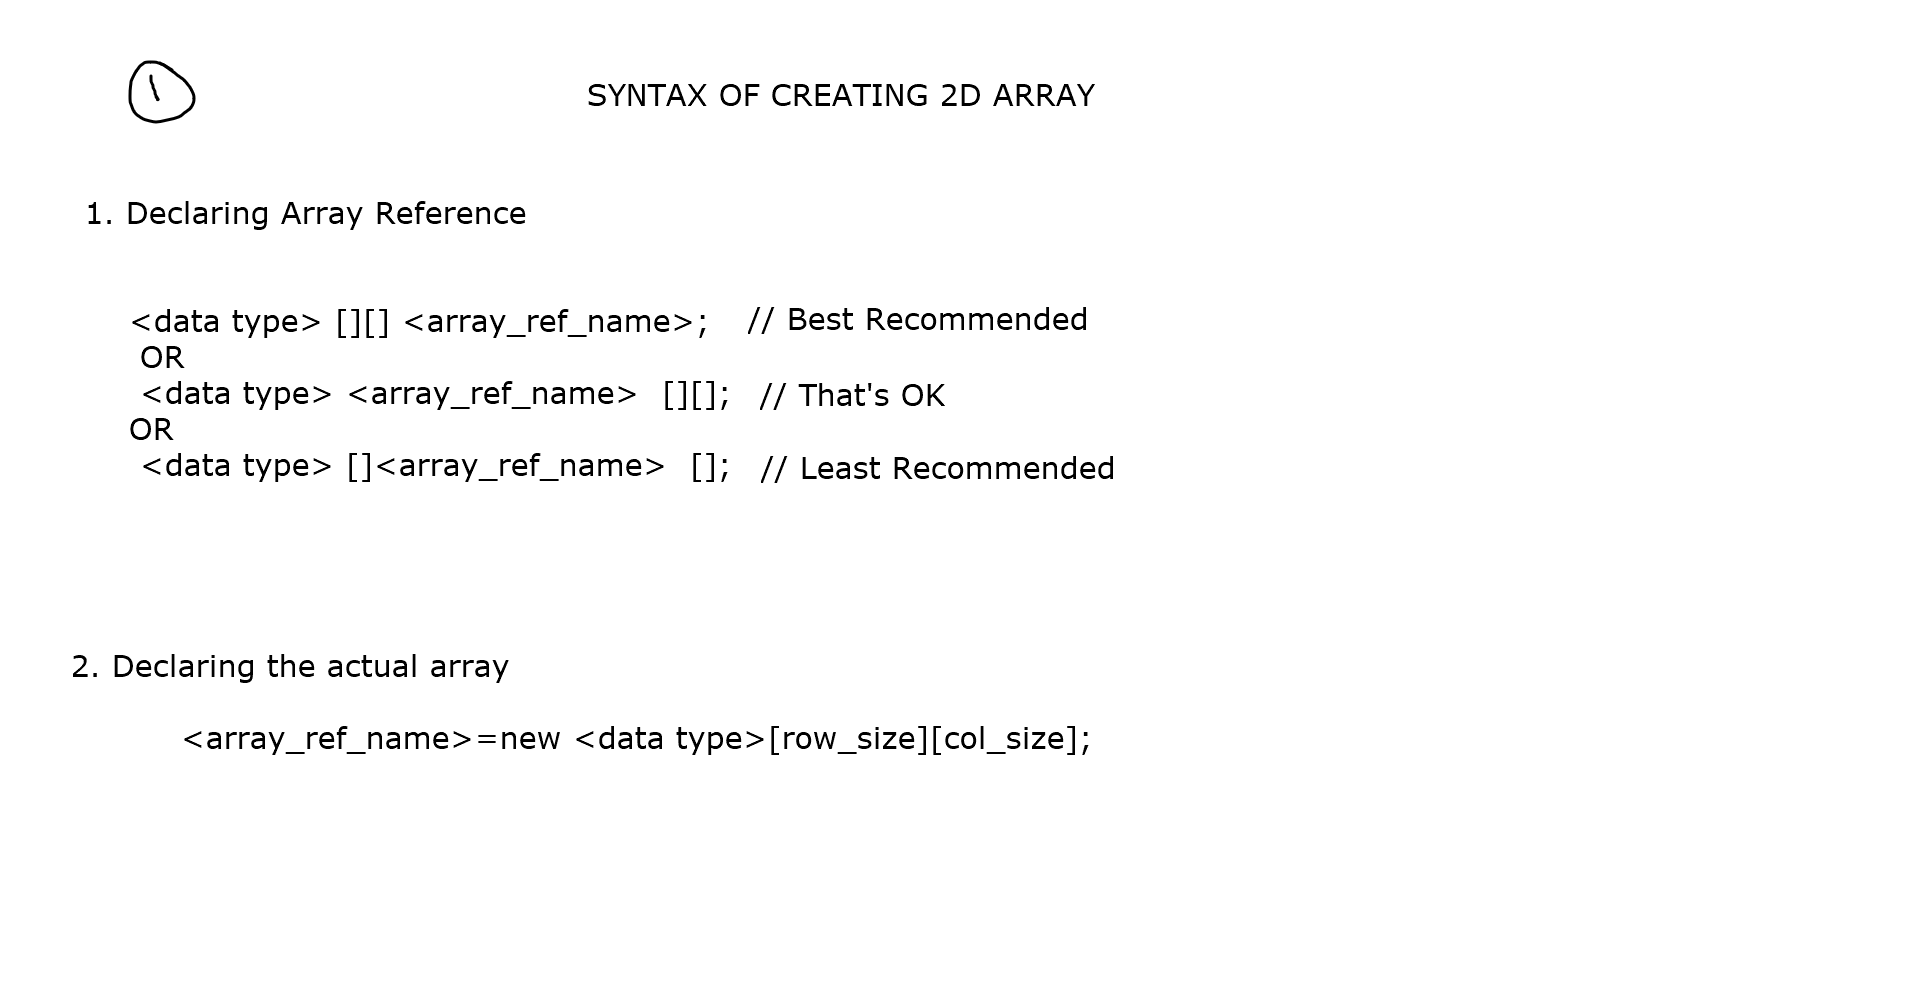 1
SYNTAX OF CREATING 2D ARRAY
1. Declaring Array Reference
<data type> [][] <array_ref_name>; // Best Recommended
OR
<data type> <array_ref_name> [][]; // That's OK
OR
<data type> []<array_ref_name> []; // Least Recommended
2. Declaring the actual array
<array_ref_name>=new <data type>[row_size][col_size];